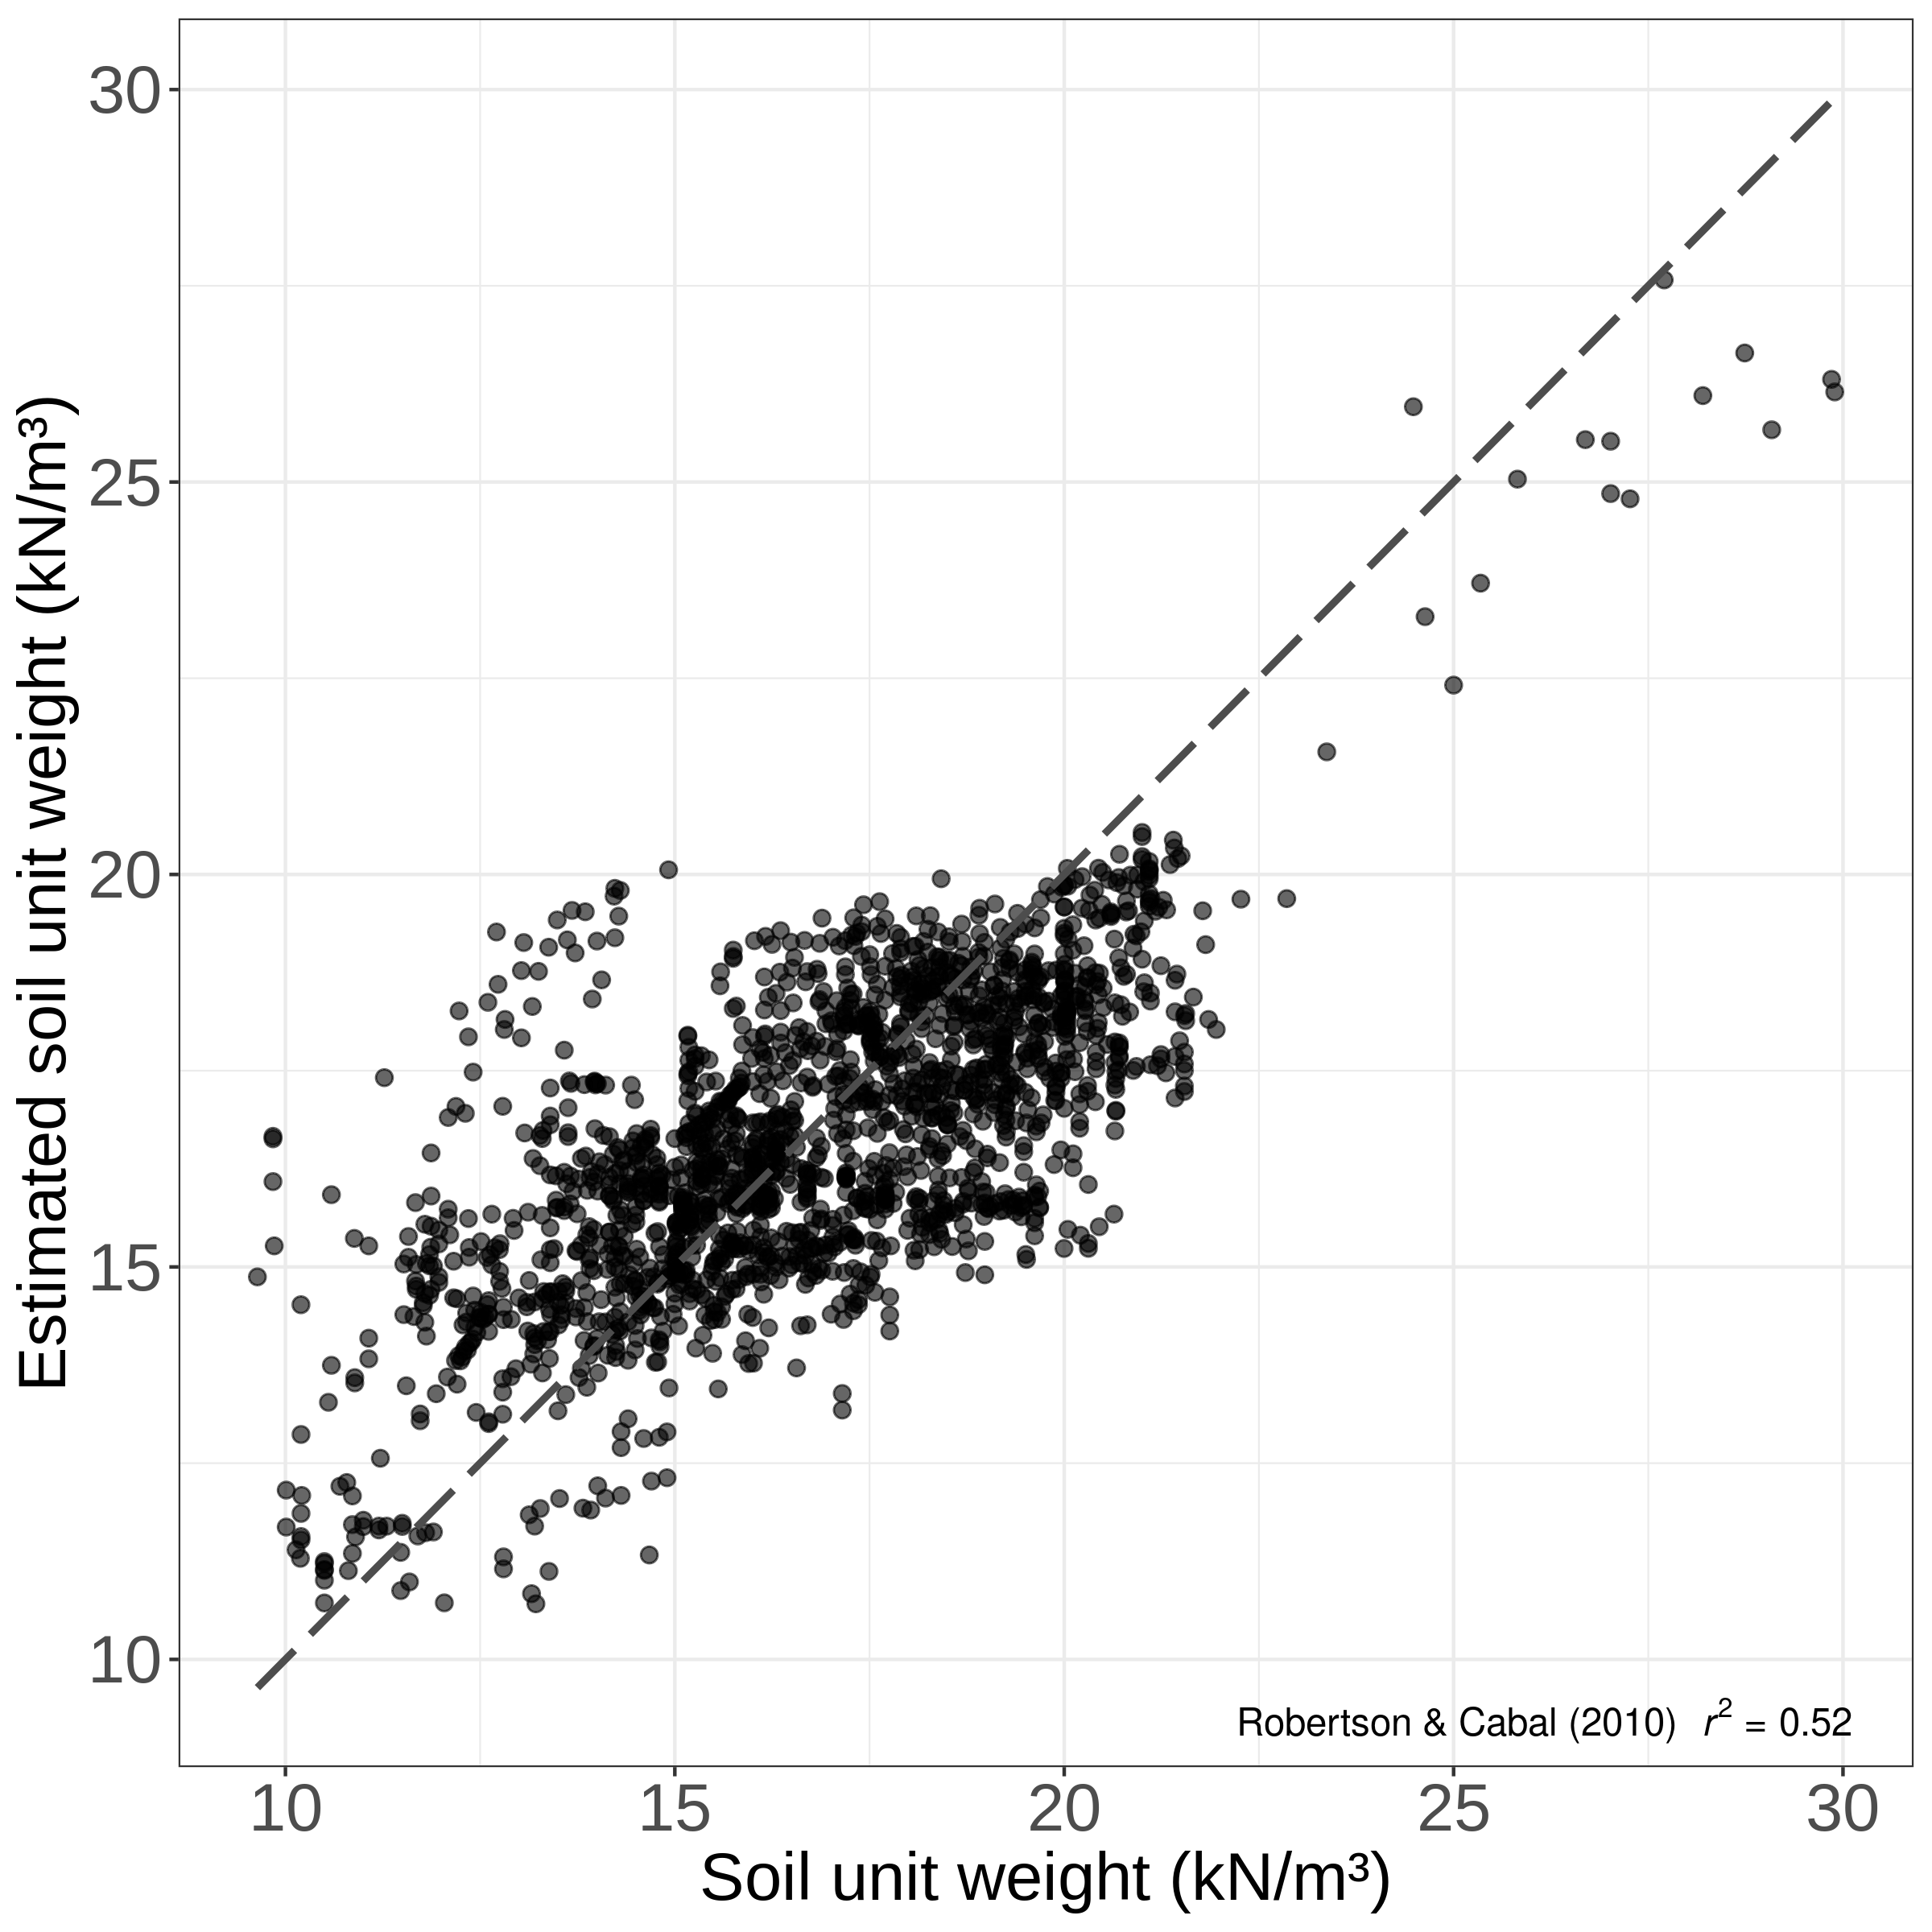 30
25
20
15
10
Estimated soil unit weight (kN/m³)
Robertson & Cabal (2010) r² = 0.52
10 15 20 25 30
Soil unit weight (kN/m³)